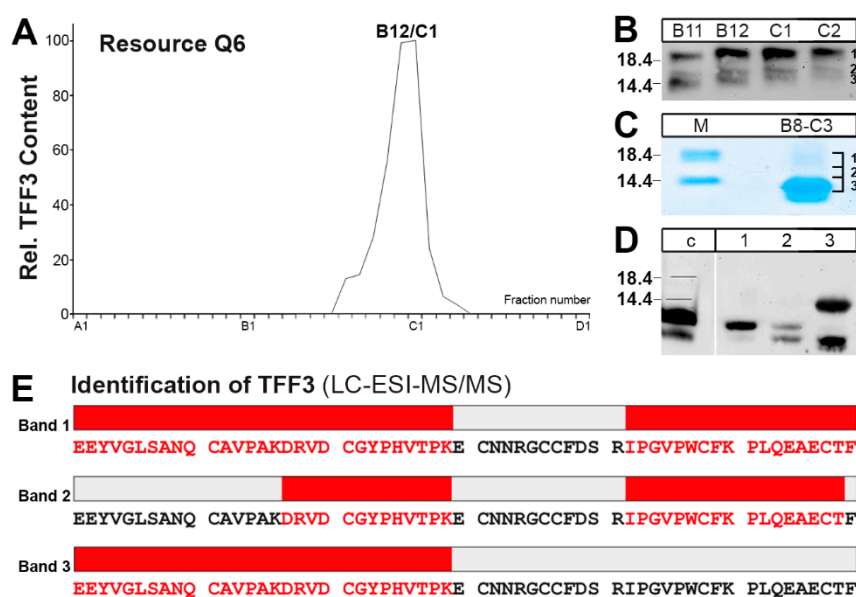 A
Resource Q6
B12/C1
Rel. TFF3 Content
100
80
60
40
20
0
Fraction number
A1 B1 C1 D1
B
B11 B12 C1 C2
18.4
14.4
1
2
3
C
M B8-C3
18.4
14.4
1
2
3
D
c 1 2 3
18.4
14.4
E Identification of TFF3 (LC-ESI-MS/MS)
Band 1
EEYVGLSANQ CAVPAKDRVD CGYPHVTPKE CNNRGCCFDS RIPGVPWCFK PLQEAECTF
Band 2
EEYVGLSANQ CAVPAKDRVD CGYPHVTPKE CNNRGCCFDS RIPGVPWCFK PLQEAECTF
Band 3
EEYVGLSANQ CAVPAKDRVD CGYPHVTPKE CNNRGCCFDS RIPGVPWCFK PLQEAECTF